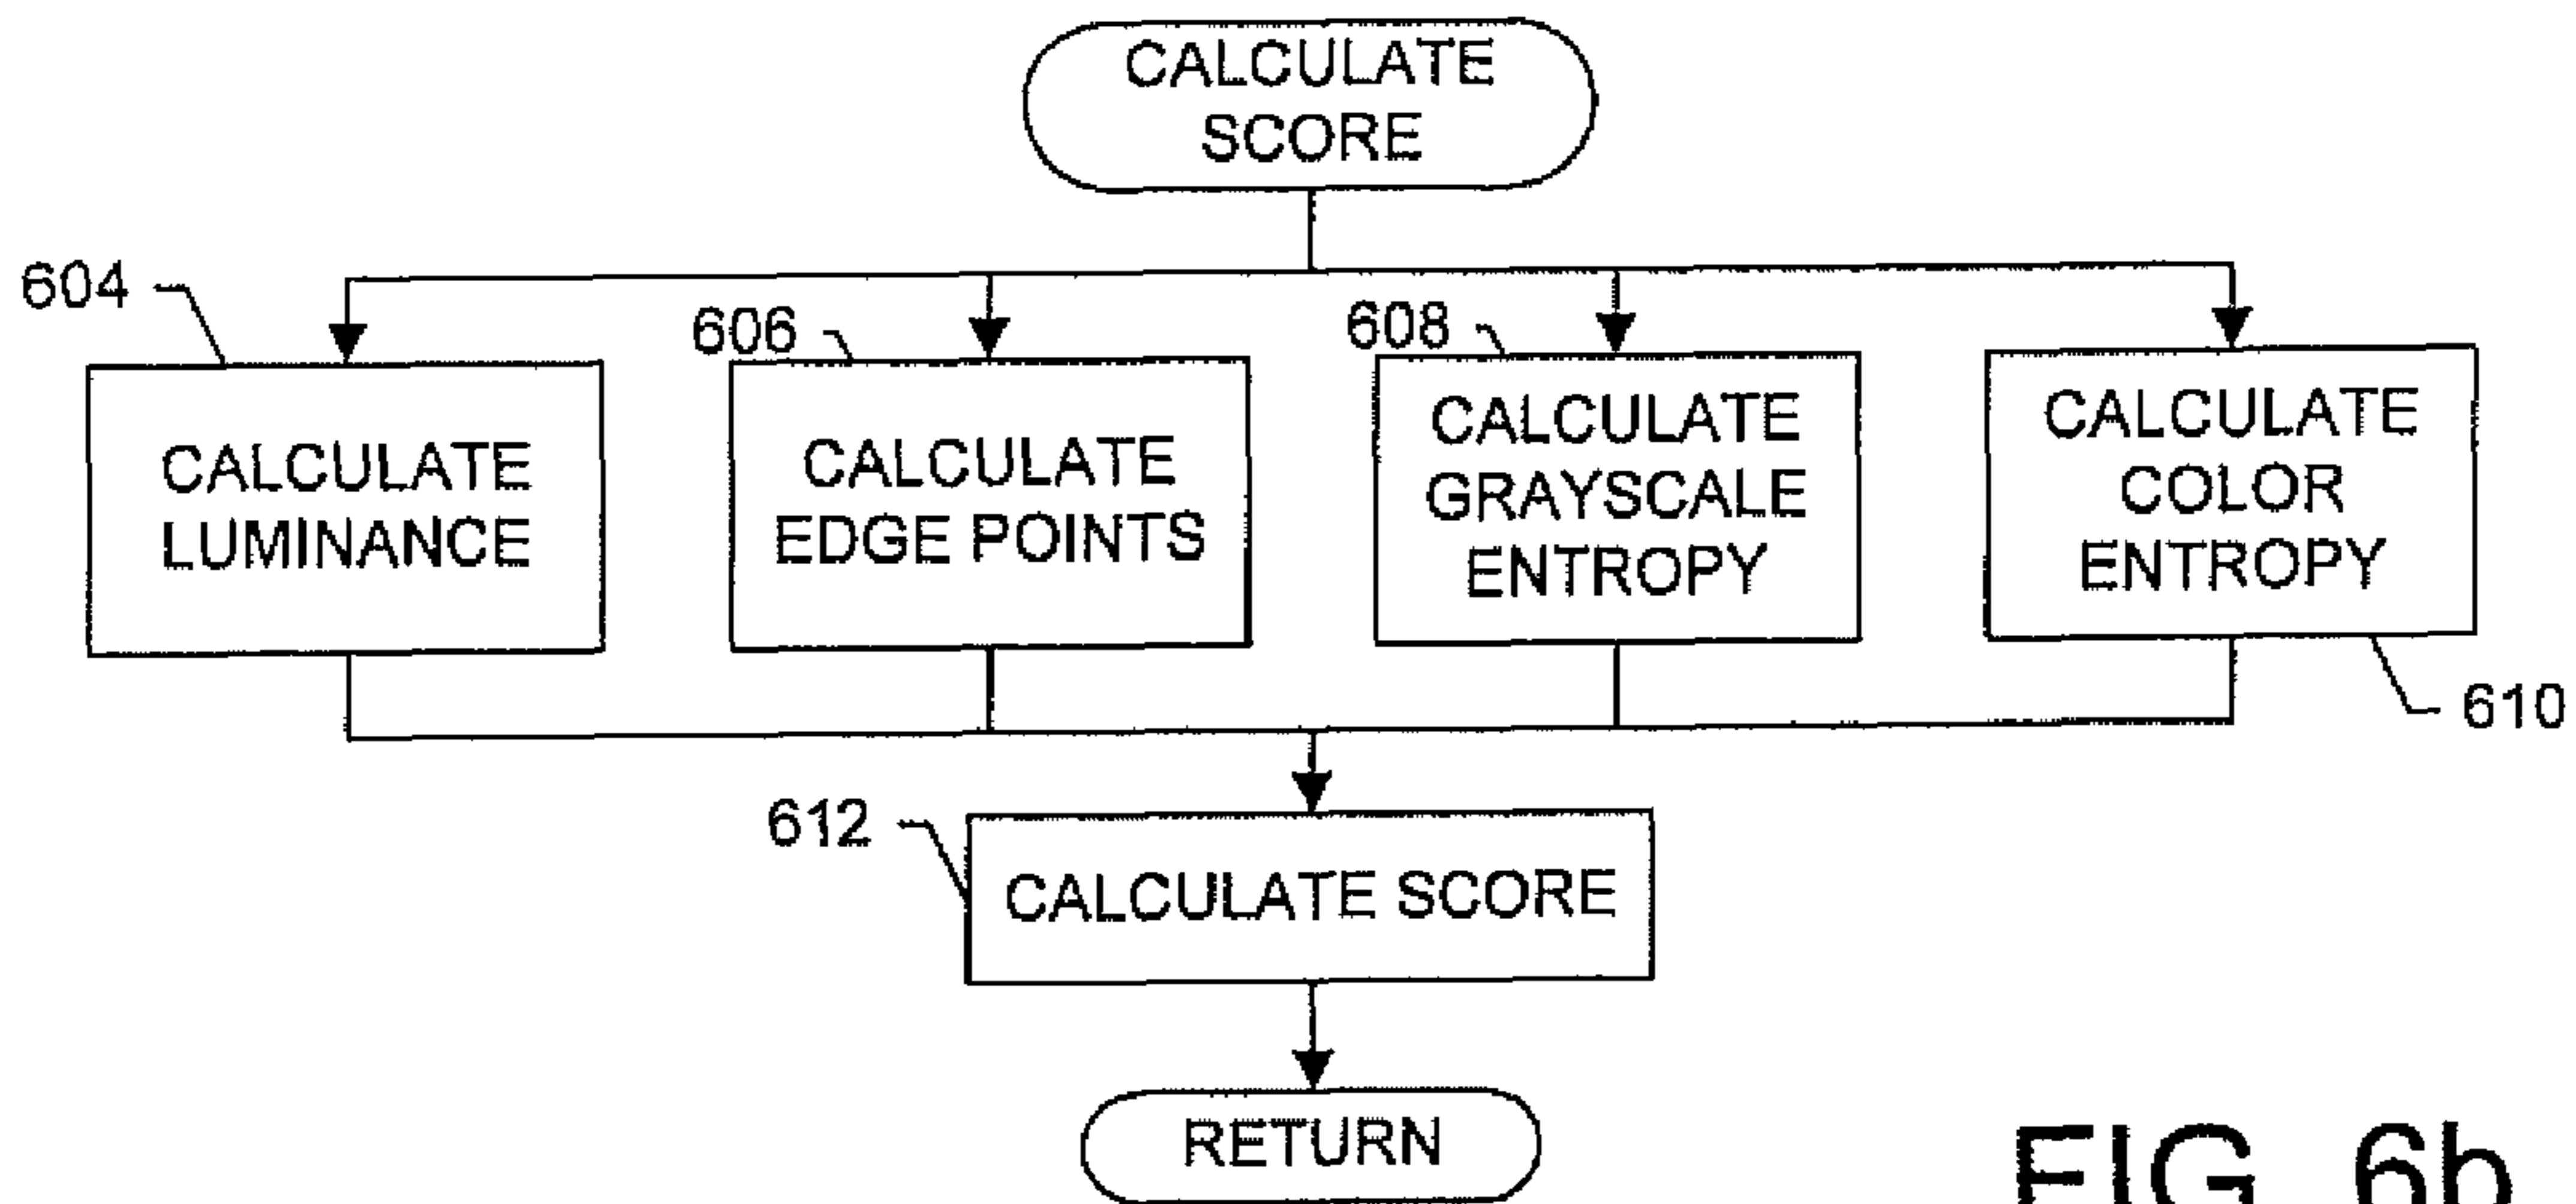 CALCULATE
SCORE
604
606
608
CALCULATE
LUMINANCE
CALCULATE
EDGE POINTS
CALCULATE
GRAYSCALE
ENTROPY
CALCULATE
COLOR
ENTROPY
610
612
CALCULATE SCORE
RETURN
FIG. 6b